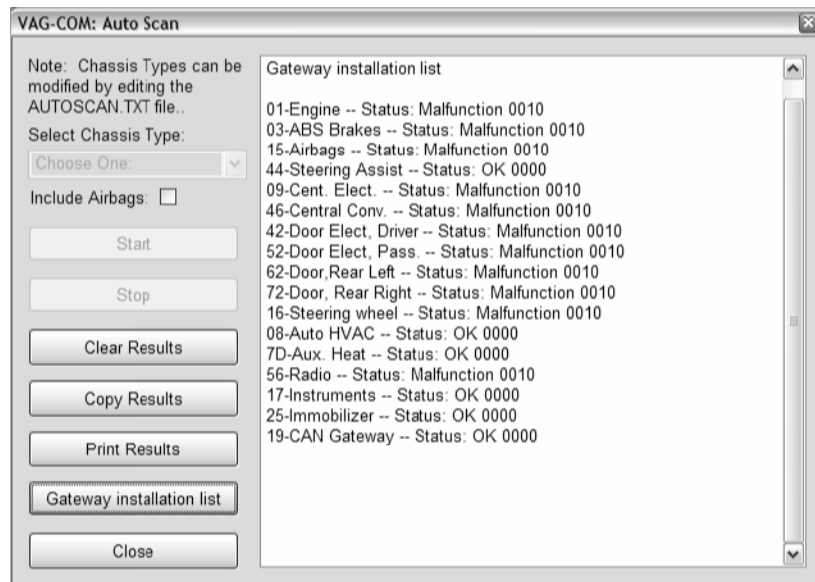 VAG-COM: Auto Scan
Note: Chassis Types can be
modified by editing the
AUTOSCAN.TXT file..
Select Chassis Type:
Choose One:
Include Airbags:
Start
Stop
Clear Results
Copy Results
Print Results
Gateway installation list
Close
Gateway installation list
01-Engine -- Status: Malfunction 0010
03-ABS Brakes -- Status: Malfunction 0010
15-Airbags -- Status: Malfunction 0010
44-Steering Assist -- Status: OK 0000
09-Cent. Elect. -- Status: Malfunction 0010
46-Central Conv. -- Status: Malfunction 0010
42-Door Elect, Driver -- Status: Malfunction 0010
52-Door Elect, Pass. -- Status: Malfunction 0010
62-Door,Rear Left -- Status: Malfunction 0010
72-Door, Rear Right -- Status: Malfunction 0010
16-Steering wheel -- Status: Malfunction 0010
08-Auto HVAC -- Status: OK 0000
7D-Aux. Heat -- Status: OK 0000
56-Radio -- Status: Malfunction 0010
17-Instruments -- Status: OK 0000
25-Immobilizer -- Status: OK 0000
19-CAN Gateway -- Status: OK 0000